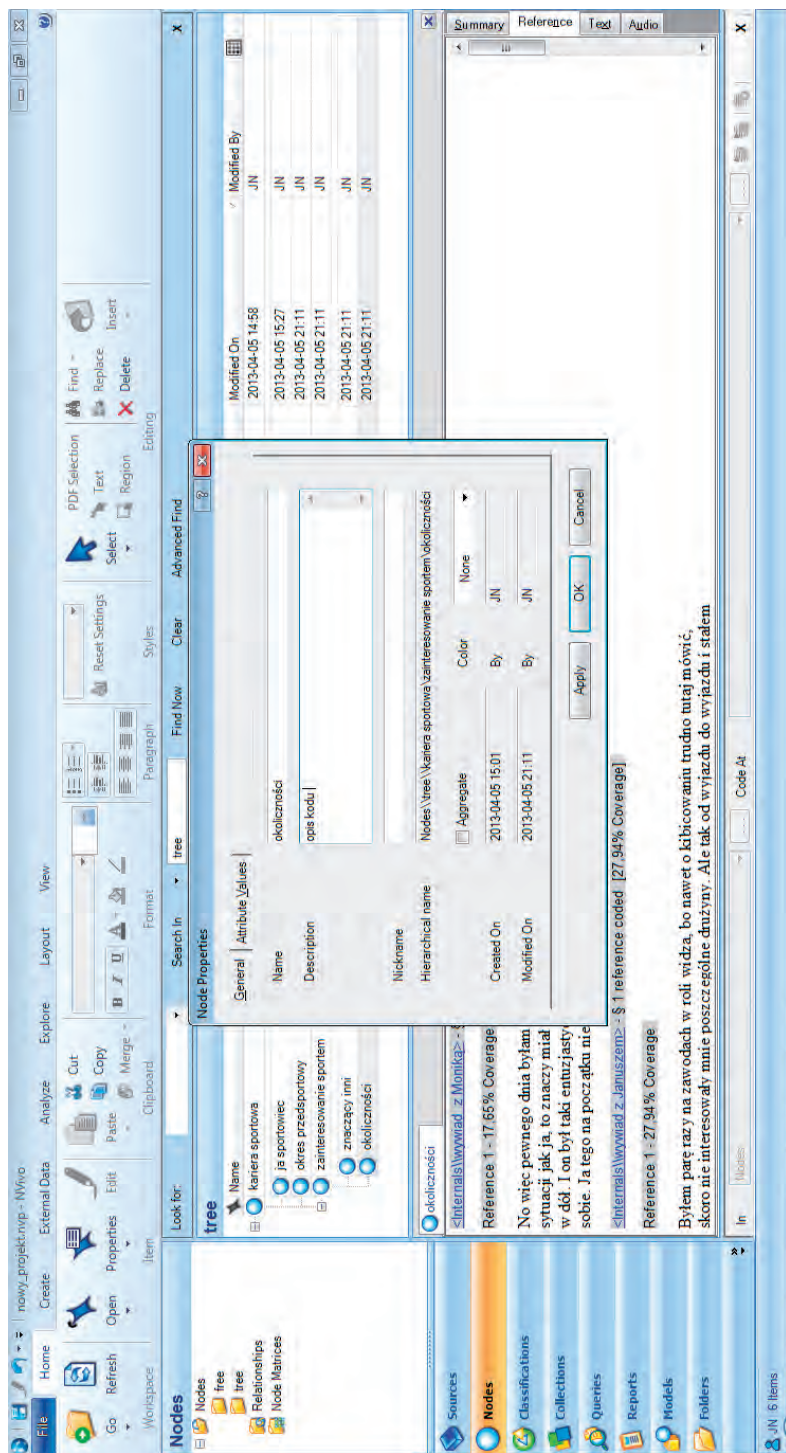 nowy_projekt.nvp - NVivo
File Home Create External Data Analyze Explore Layout View
Go Refresh Open Properties Edit Paste Cut Copy Merge
B I U A Reset Settings
Select PDF Selection Text Region Find Replace Delete Insert
Workspace Item Clipboard Format Paragraph Styles Editing
Nodes
Look for: Search In tree Find Now Clear Advanced Find
Nodes
free
tree
Relationships
Node Matrices
tree
Name Modified On Modified By
kariera sportowa 2013-04-05 14:58 JN
ja sportowiec 2013-04-05 15:27 JN
okres przedsportowy 2013-04-05 21:11 JN
zainteresowanie sportem 2013-04-05 21:11 JN
znaczący inni 2013-04-05 21:11 JN
okoliczności 2013-04-05 21:11 JN
Node Properties
General Attribute Values
Name okoliczności
Description opis kodu
Nickname
Hierarchical name Nodes\\tree\\kariera sportowa\zainteresowanie sportem\okoliczności
Aggregate Color None
Created On 2013-04-05 15:01 By JN
Modified On 2013-04-05 21:11 By JN
Apply OK Cancel
Sources
Nodes
Classifications
Collections
Queries
Reports
Models
Folders
okoliczności
<Internals\\wywiad z Moniką> - §
Reference 1 - 17,65% Coverage
No więc pewnego dnia byłam
sytuacji jak ja, to znaczy miał
w dół. I on był taki entuzjasty
sobie. Ja tego na początku nie
<Internals\\wywiad z Januszem> - § 1 reference coded [27,94% Coverage]
Reference 1 - 27,94% Coverage
Byłem parę razy na zawodach w roli widza, bo nawet o kibicowaniu trudno tutaj mówić,
skoro nie interesowały mnie poszczególne drużyny. Ale tak od wyjazdu do wyjazdu i stałem
Summary Reference Text Audio
In Nodes Code At
JN 6 Items